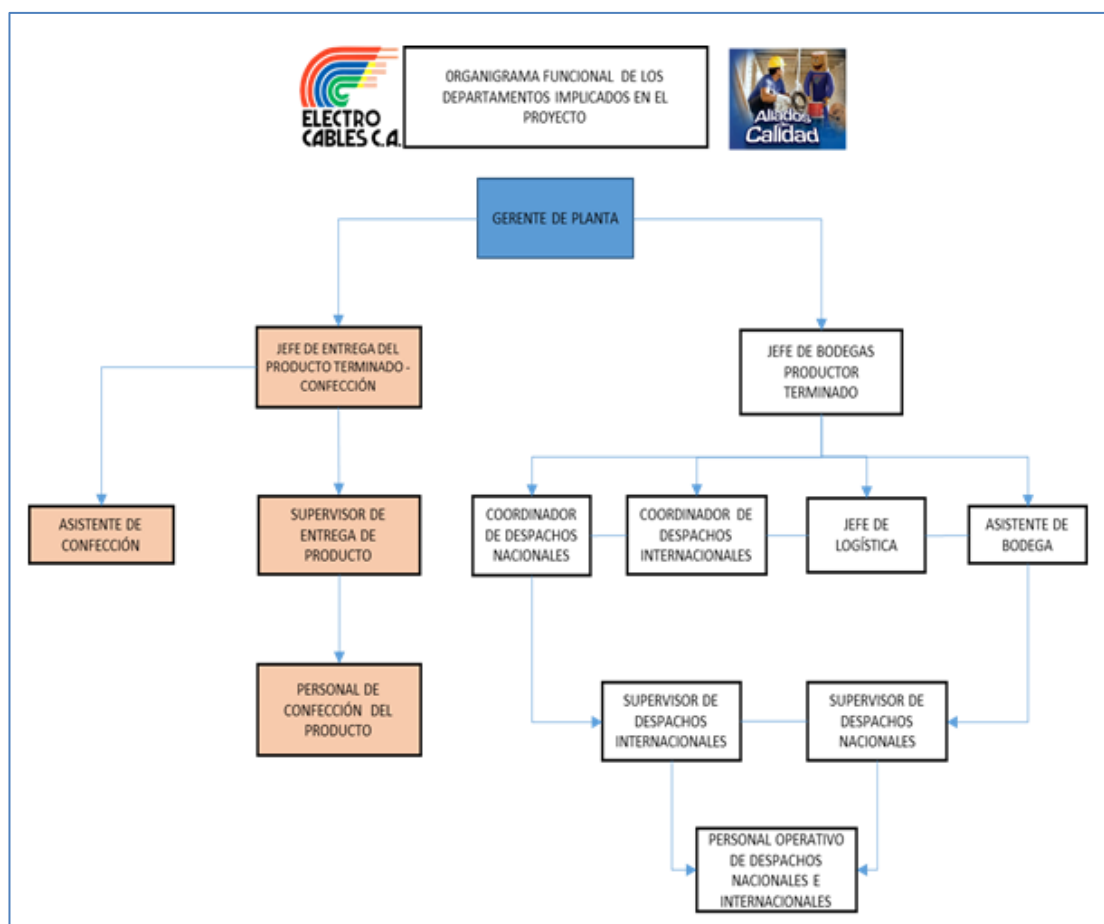 ELECTRO
CABLES C.A.
ORGANIGRAMA FUNCIONAL DE LOS
DEPARTAMENTOS IMPLICADOS EN EL
PROYECTO
Aliados
Calidad
GERENTE DE PLANTA
JEFE DE ENTREGA DEL
PRODUCTO TERMINADO -
CONFECCIÓN
JEFE DE BODEGAS
PRODUCTOR
TERMINADO
ASISTENTE DE
CONFECCIÓN
SUPERVISOR DE
ENTREGA DE
PRODUCTO
COORDINADOR
DE DESPACHOS
NACIONALES
COORDINADOR DE
DESPACHOS
INTERNACIONALES
JEFE DE
LOGÍSTICA
ASISTENTE DE
BODEGA
PERSONAL DE
CONFECCIÓN DEL
PRODUCTO
SUPERVISOR DE
DESPACHOS
INTERNACIONALES
SUPERVISOR DE
DESPACHOS
NACIONALES
PERSONAL OPERATIVO
DE DESPACHOS
NACIONALES E
INTERNACIONALES